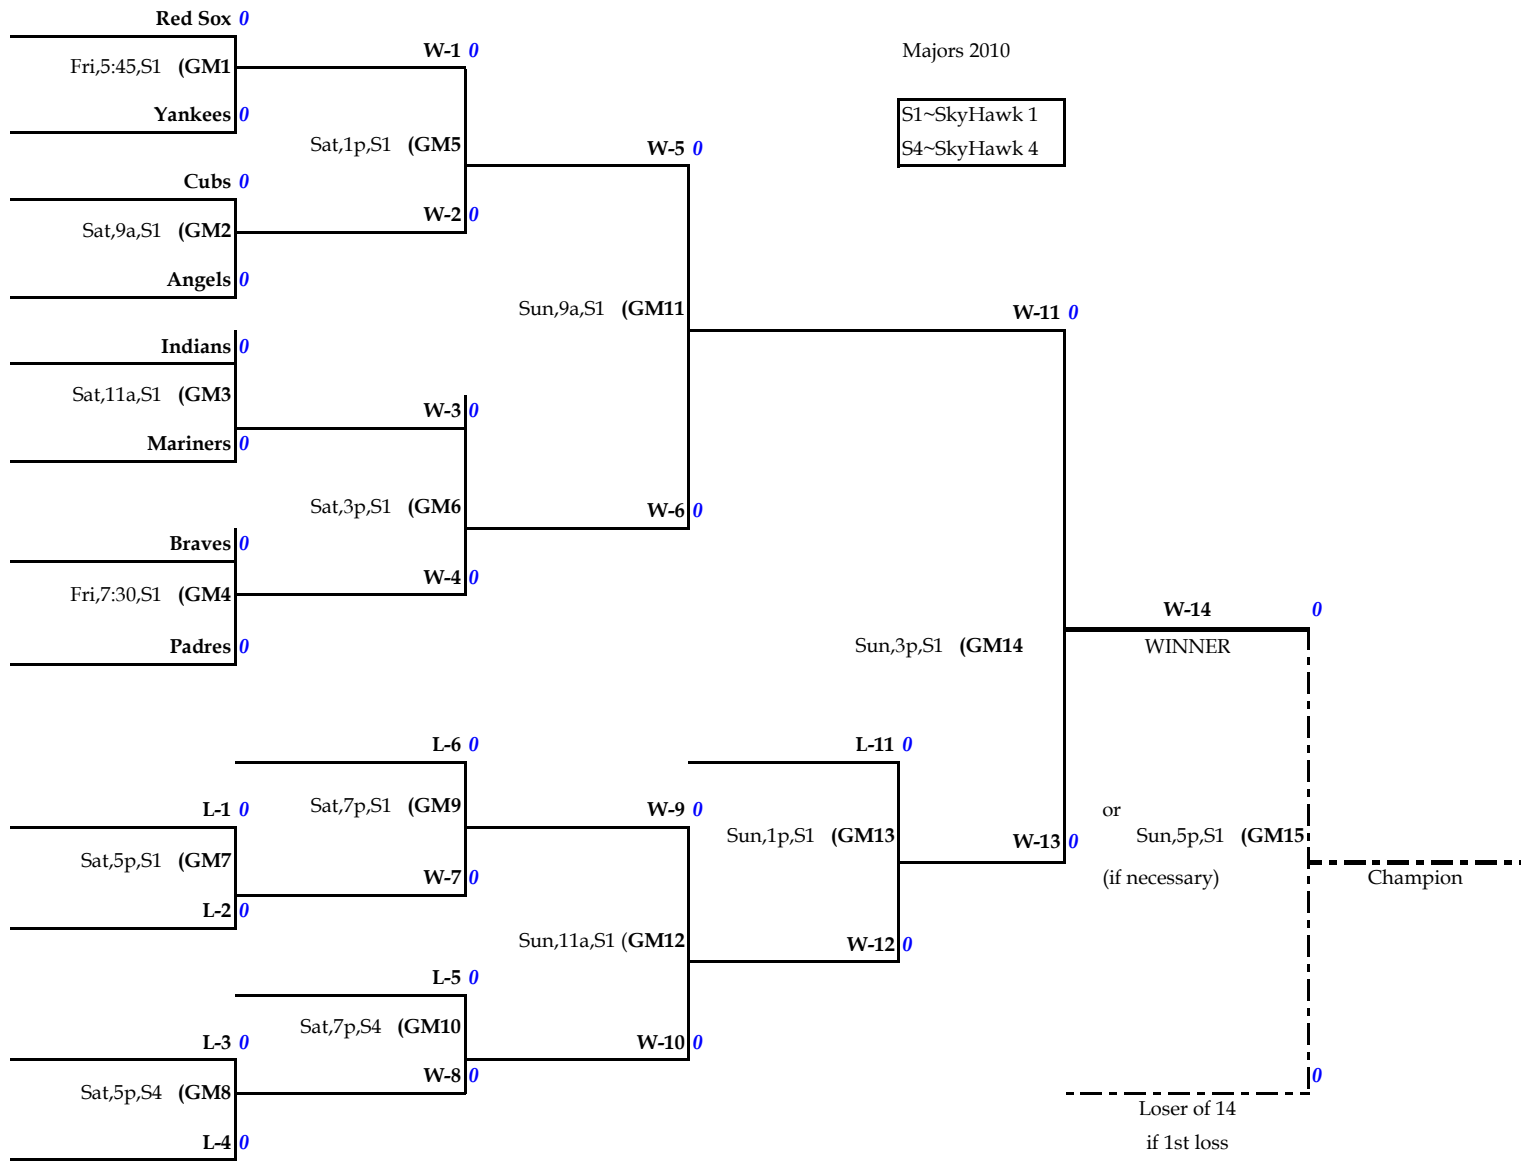 Red Sox 0
W-1 0
Majors 2010
Fri,5:45,S1 (GM1
Yankees 0
S1~SkyHawk 1
Sat,1p,S1 (GM5
W-5 0
S4~SkyHawk 4
Cubs 0
W-2 0
Sat,9a,S1 (GM2
Angels 0
Sun,9a,S1 (GM11
W-11 0
Indians 0
Sat,11a,S1 (GM3
W-3 0
Mariners 0
Sat,3p,S1 (GM6
W-6 0
Braves 0
W-4 0
Fri,7:30,S1 (GM4
W-14 0
Padres 0
Sun,3p,S1 (GM14
WINNER
L-6 0
L-11 0
L-1 0
Sat,7p,S1 (GM9
W-9 0
or
Sun,1p,S1 (GM13
W-13 0
Sun,5p,S1 (GM15
Sat,5p,S1 (GM7
W-7 0
(if necessary)
Champion
L-2 0
Sun,11a,S1 (GM12
W-12 0
L-5 0
Sat,7p,S4 (GM10
L-3 0
W-10 0
W-8 0
0
Sat,5p,S4 (GM8
Loser of 14
L-4 0
if 1st loss